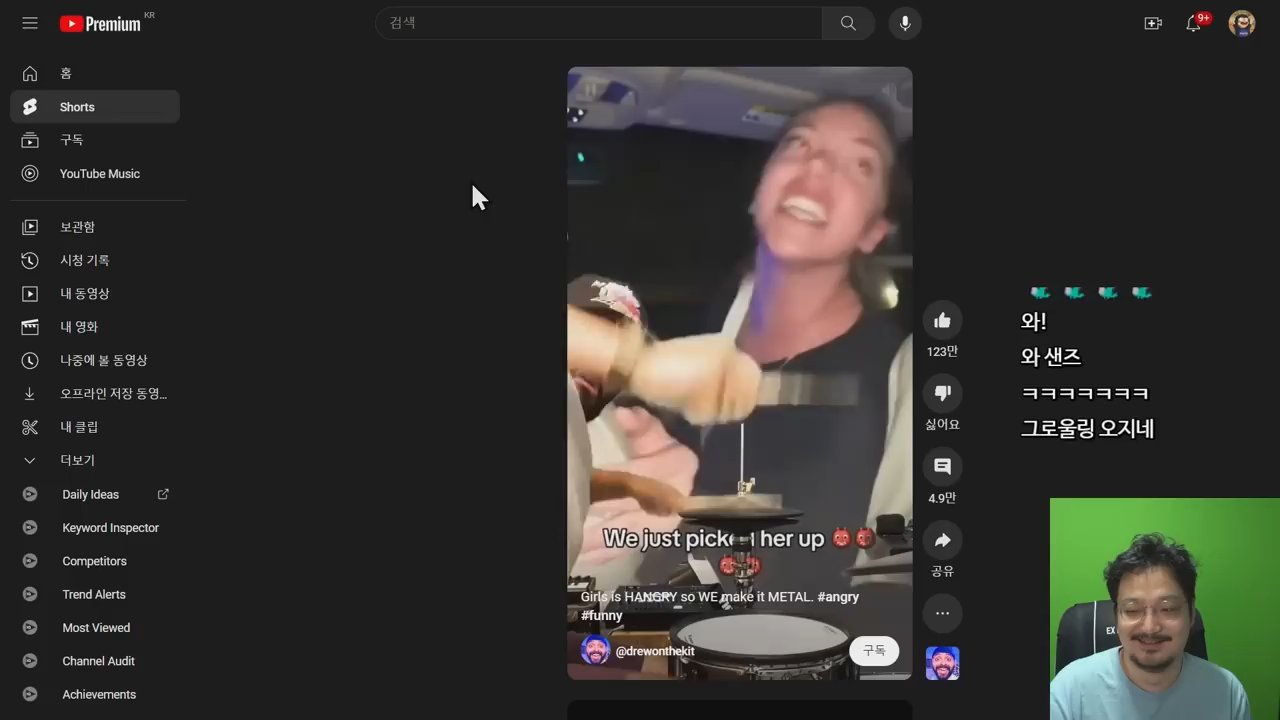 Premium KR
검색
9+
홈
Shorts
구독
YouTube Music
보관함
시청 기록
내 동영상
내 영화
나중에 볼 동영상
오프라인 저장 동영...
내 클립
더보기
Daily Ideas
Keyword Inspector
Competitors
Trend Alerts
Most Viewed
Channel Audit
Achievements
We just picked her up
Girls is HANGRY so WE make it METAL. #angry
#funny
@drewonthekit
구독
123만
싫어요
4.9만
공유
와!
와 샌즈
ㅋㅋㅋㅋㅋㅋㅋ
그로울링 오지네
EX